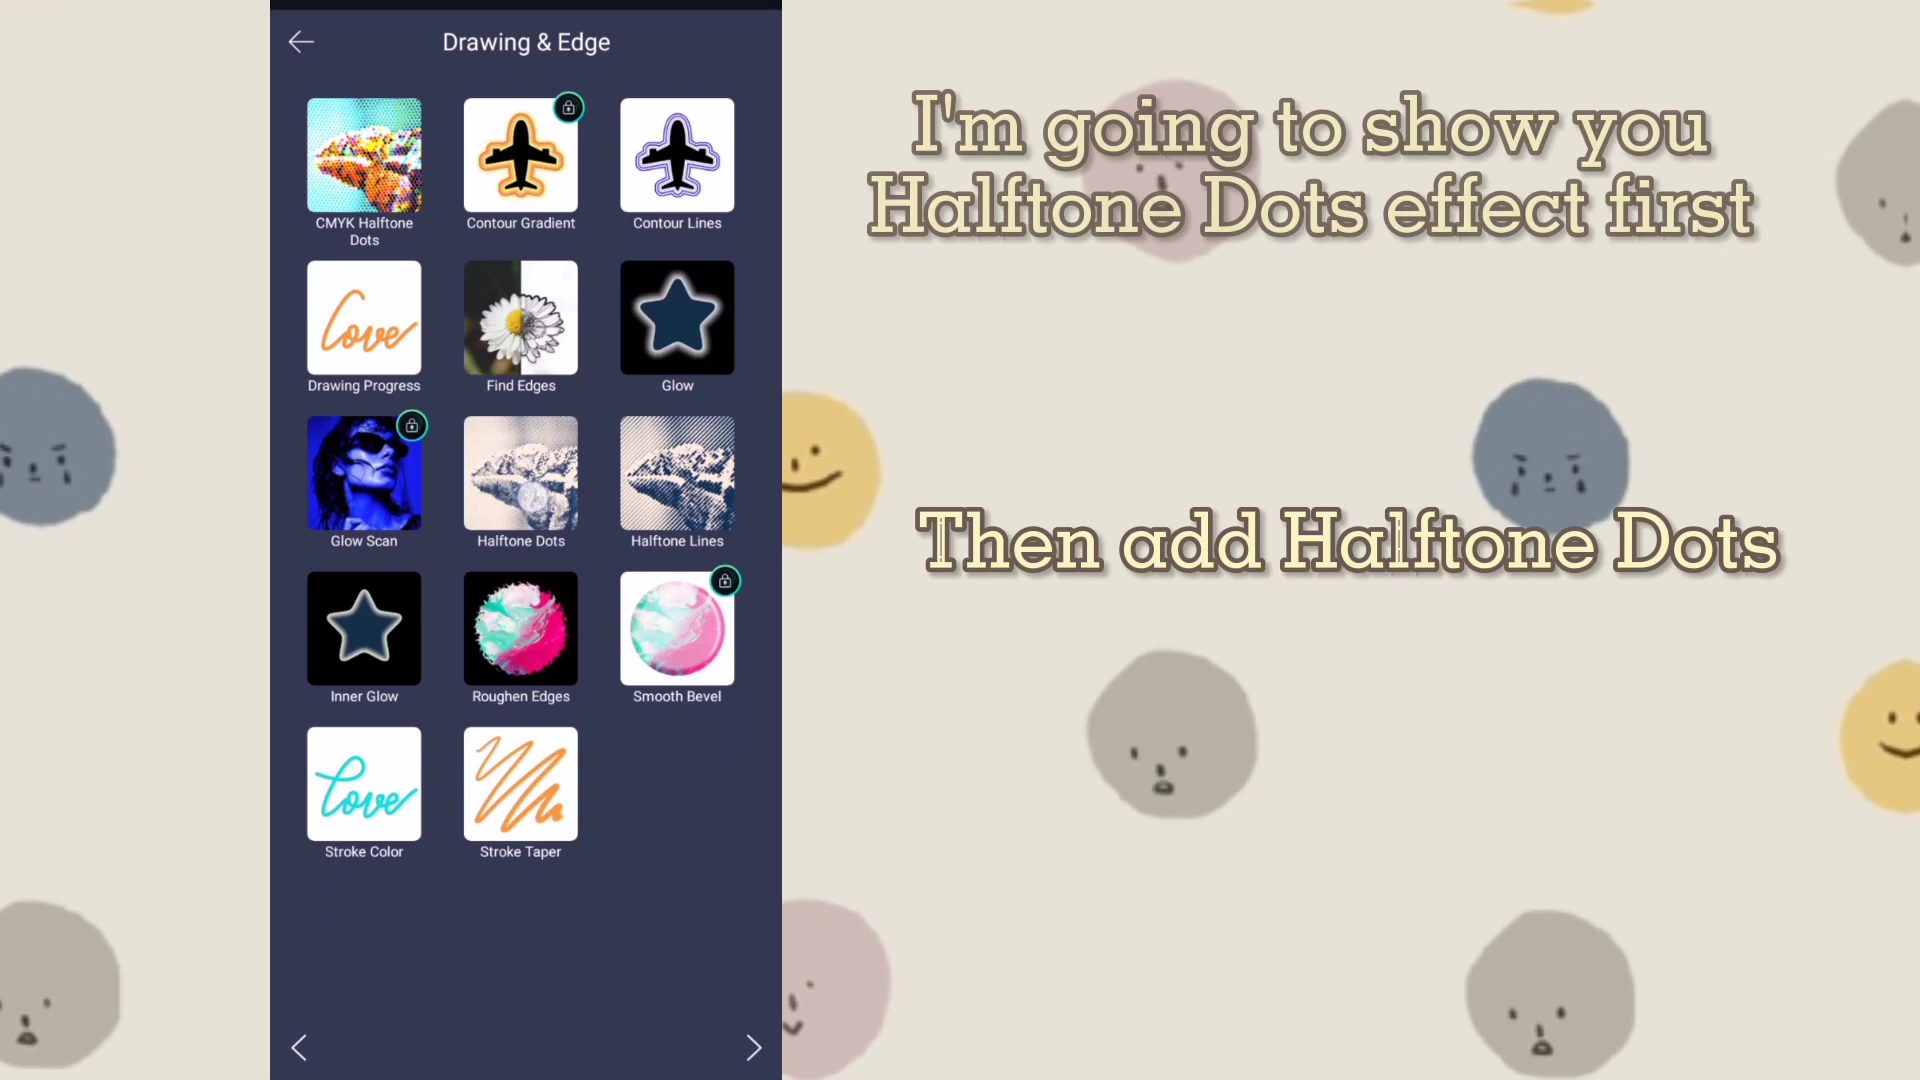 Drawing & Edge
CMYK Halftone
Dots
Contour Gradient
Contour Lines
Drawing Progress
Find Edges
Glow
Glow Scan
Halftone Dots
Halftone Lines
Inner Glow
Roughen Edges
Smooth Bevel
Stroke Color
Stroke Taper
I'm going to show you
Halftone Dots effect first
Then add Halftone Dots
Love
Love